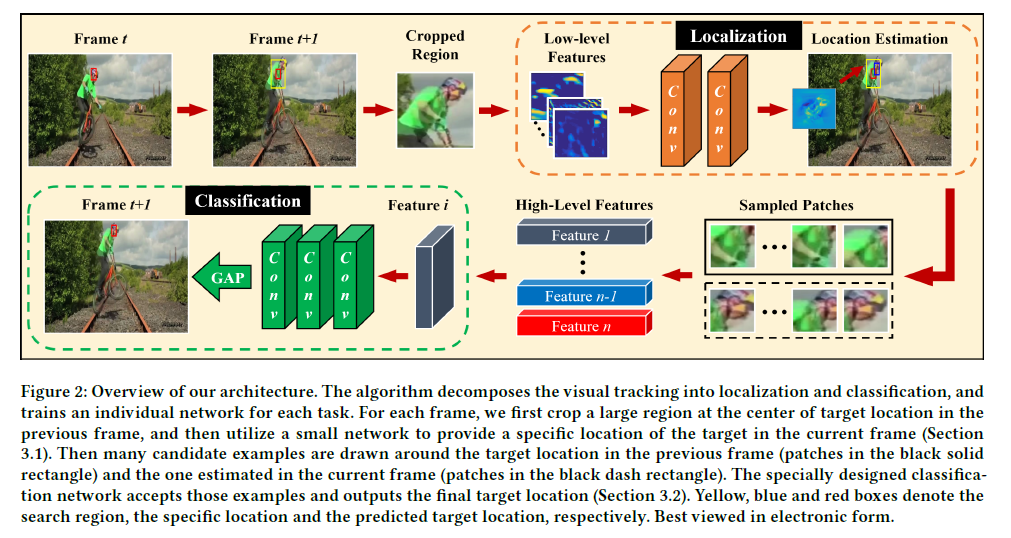 Frame t
Frame t+1
Cropped
Region
Low-level
Features
Localization
Location Estimation
C
o
n
v
C
o
n
v
Frame t+1
Classification
Feature i
High-Level Features
Sampled Patches
GAP
C
o
n
v
C
o
n
v
C
o
n
v
Feature 1
Feature n-1
Feature n
Figure 2: Overview of our architecture. The algorithm decomposes the visual tracking into localization and classification, and
trains an individual network for each task. For each frame, we first crop a large region at the center of target location in the
previous frame, and then utilize a small network to provide a specific location of the target in the current frame (Section
3.1). Then many candidate examples are drawn around the target location in the previous frame (patches in the black solid
rectangle) and the one estimated in the current frame (patches in the black dash rectangle). The specially designed classifica-
tion network accepts those examples and outputs the final target location (Section 3.2). Yellow, blue and red boxes denote the
search region, the specific location and the predicted target location, respectively. Best viewed in electronic form.